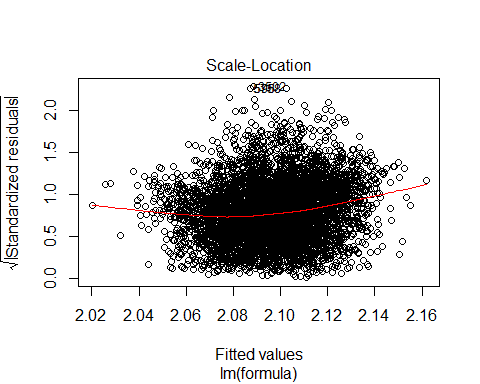 Scale-Location
√|Standardized residuals|
2.0
1.5
1.0
0.5
0.0
2.02 2.04 2.06 2.08 2.10 2.12 2.14 2.16
Fitted values
lm(formula)